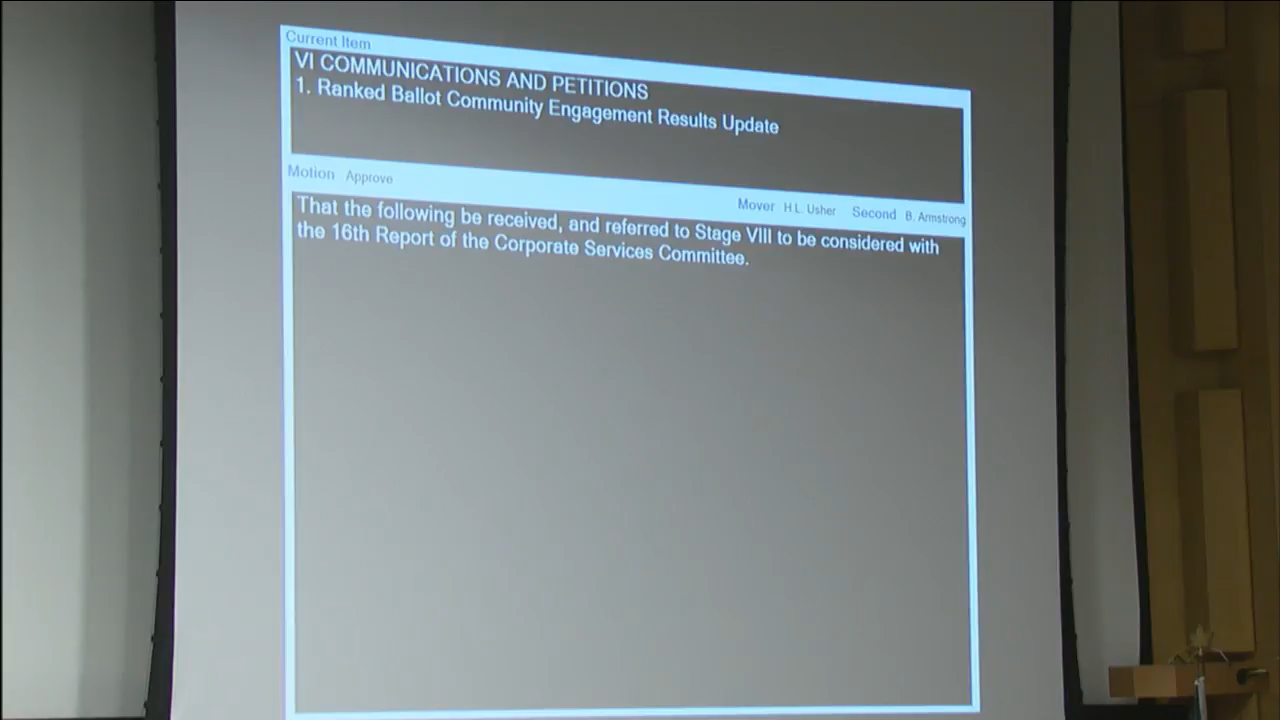 Current Item
VI COMMUNICATIONS AND PETITIONS
1. Ranked Ballot Community Engagement Results Update
Motion Approve
Mover H.L. Usher Second B. Armstrong
That the following be received, and referred to Stage VIII to be considered with
the 16th Report of the Corporate Services Committee.